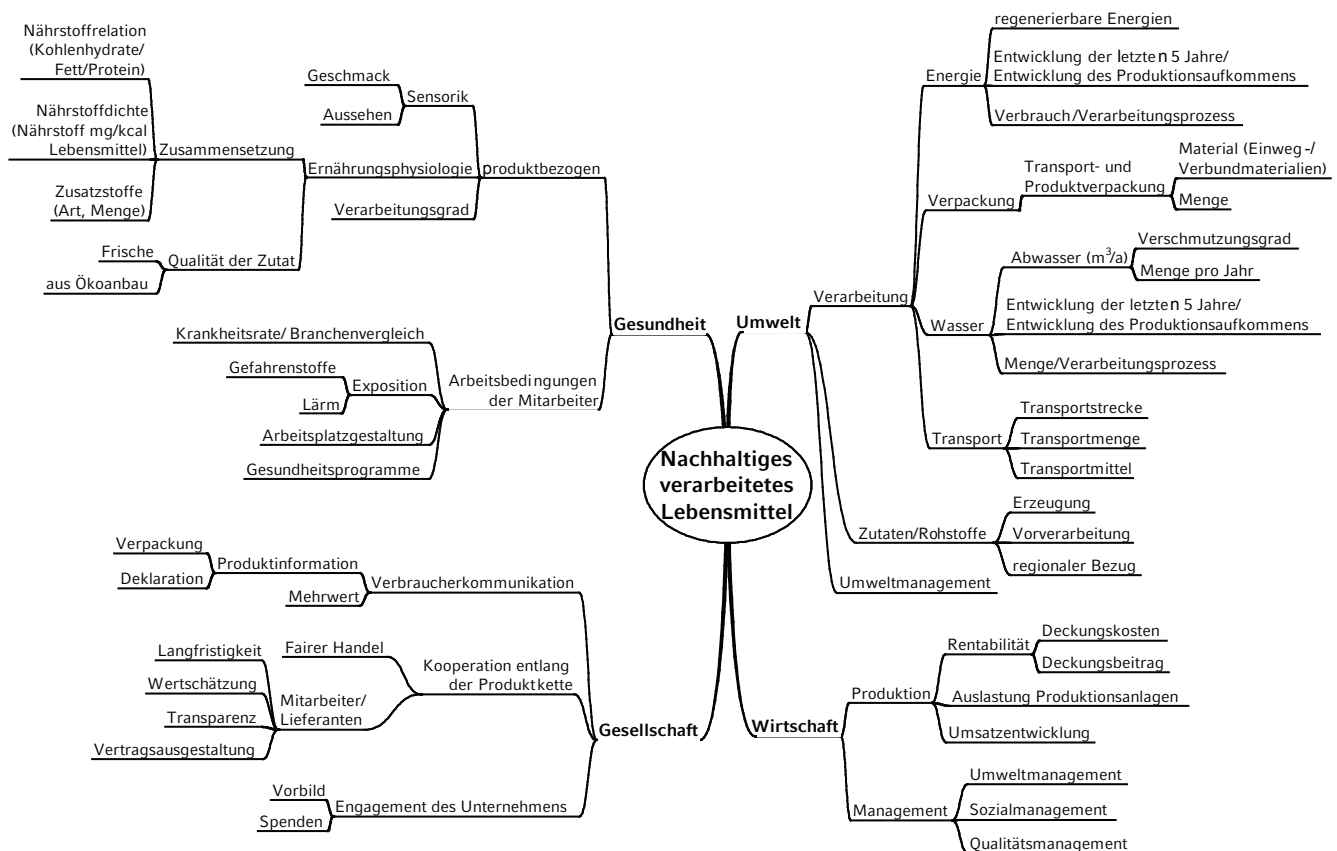 Nährstoffrelation
(Kohlenhydrate/
Fett/Protein)
Nährstoffdichte
(Nährstoff mg/kcal
Lebensmittel)
Zusatzstoffe
(Art, Menge)
Zusammensetzung
Frische
aus Ökoanbau
Qualität der Zutat
Geschmack
Aussehen
Sensorik
Ernährungsphysiologie
Verarbeitungsgrad
produktbezogen
Krankheitsrate/ Branchenvergleich
Gefahrenstoffe
Lärm
Exposition
Arbeitsplatzgestaltung
Gesundheitsprogramme
Arbeitsbedingungen
der Mitarbeiter
Gesundheit
Umwelt
Verarbeitung
Energie
regenerierbare Energien
Entwicklung der letzten 5 Jahre/
Entwicklung des Produktionsaufkommens
Verbrauch/Verarbeitungsprozess
Verpackung
Transport- und
Produktverpackung
Material (Einweg-/
Verbundmaterialien)
Menge
Wasser
Abwasser (m³/a)
Verschmutzungsgrad
Menge pro Jahr
Entwicklung der letzten 5 Jahre/
Entwicklung des Produktionsaufkommens
Menge/Verarbeitungsprozess
Transport
Transportstrecke
Transportmenge
Transportmittel
Zutaten/Rohstoffe
Erzeugung
Vorverarbeitung
regionaler Bezug
Umweltmanagement
Nachhaltiges
verarbeitetes
Lebensmittel
Verpackung
Deklaration
Produktinformation
Mehrwert
Verbraucherkommunikation
Fairer Handel
Langfristigkeit
Wertschätzung
Transparenz
Vertragsausgestaltung
Mitarbeiter/
Lieferanten
Kooperation entlang
der Produktkette
Vorbild
Spenden
Engagement des Unternehmens
Gesellschaft
Wirtschaft
Produktion
Rentabilität
Deckungskosten
Deckungsbeitrag
Auslastung Produktionsanlagen
Umsatzentwicklung
Management
Umweltmanagement
Sozialmanagement
Qualitätsmanagement